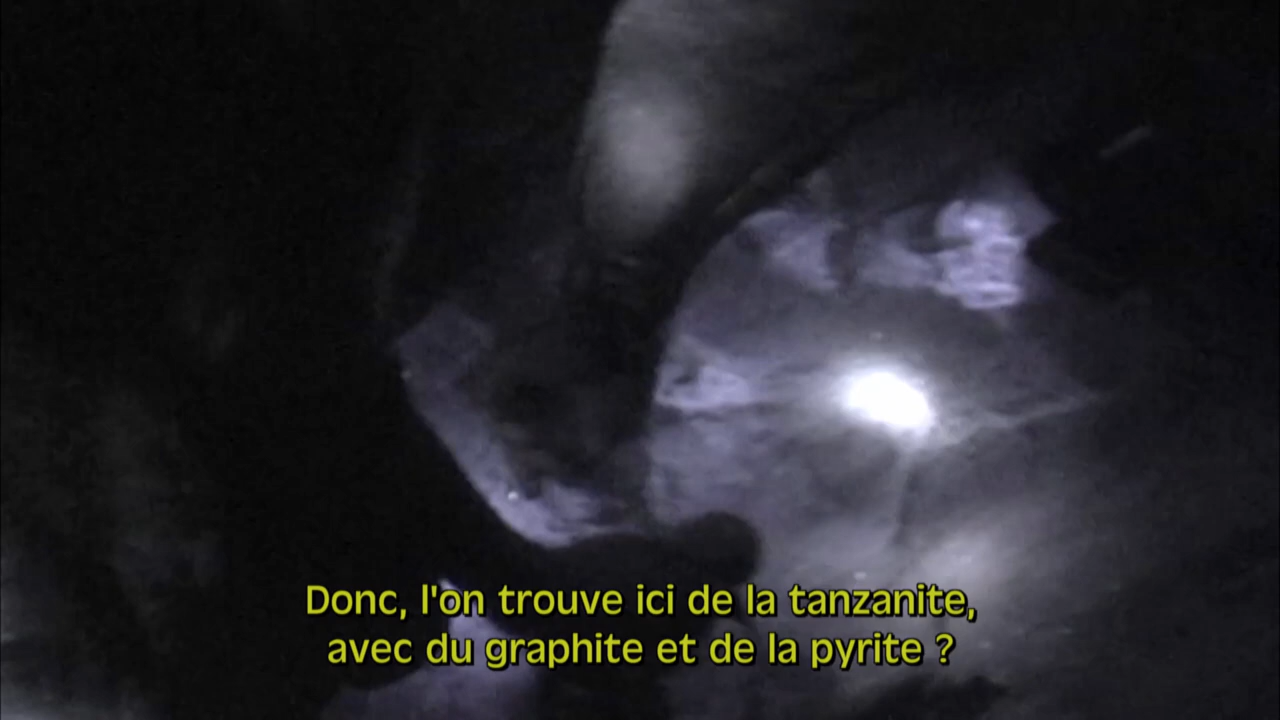 Donc, l'on trouve ici de la tanzanite,
avec du graphite et de la pyrite ?